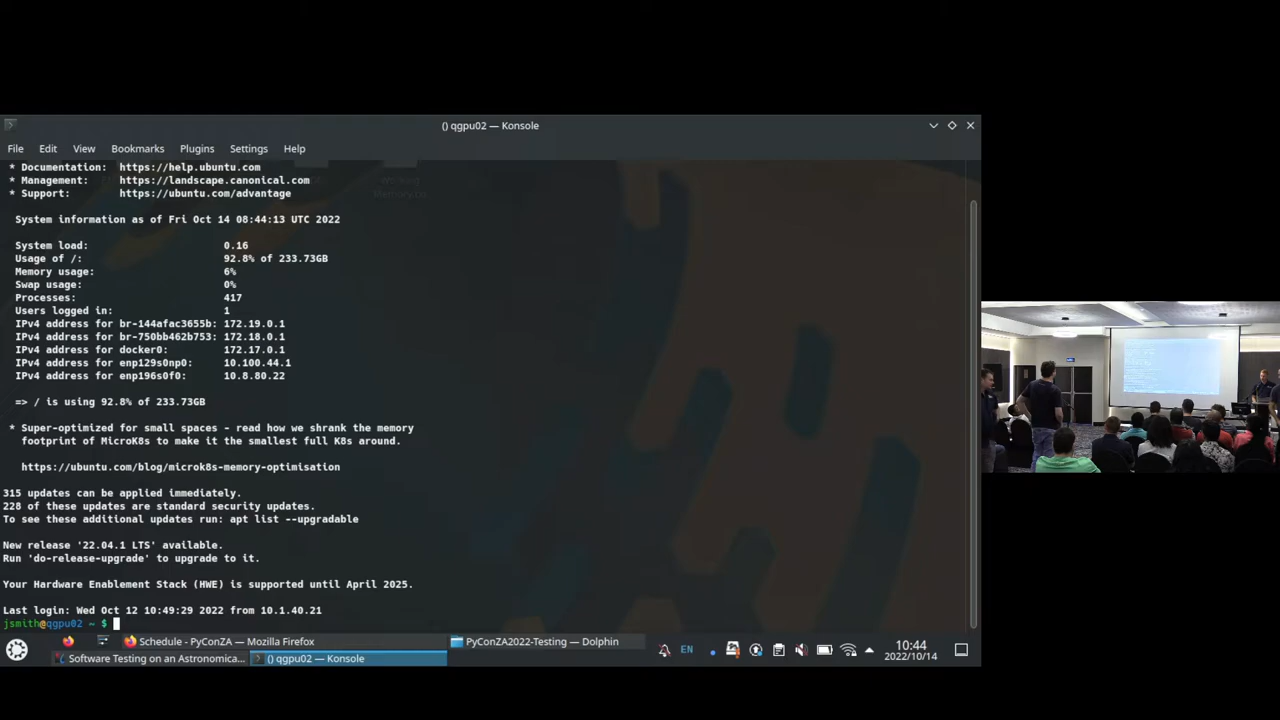 () qgpu02 — Konsole
File Edit View Bookmarks Plugins Settings Help
* Documentation: https://help.ubuntu.com
* Management: https://landscape.canonical.com
* Support: https://ubuntu.com/advantage
System information as of Fri Oct 14 08:44:13 UTC 2022
System load: 0.16
Usage of /: 92.8% of 233.73GB
Memory usage: 6%
Swap usage: 0%
Processes: 417
Users logged in: 1
IPv4 address for br-144afac3655b: 172.19.0.1
IPv4 address for br-750bb462b753: 172.18.0.1
IPv4 address for docker0: 172.17.0.1
IPv4 address for enp129s0np0: 10.100.44.1
IPv4 address for enp196s0f0: 10.8.80.22
=> / is using 92.8% of 233.73GB
* Super-optimized for small spaces - read how we shrank the memory
footprint of MicroK8s to make it the smallest full K8s around.
https://ubuntu.com/blog/microk8s-memory-optimisation
315 updates can be applied immediately.
228 of these updates are standard security updates.
To see these additional updates run: apt list --upgradable
New release '22.04.1 LTS' available.
Run 'do-release-upgrade' to upgrade to it.
Your Hardware Enablement Stack (HWE) is supported until April 2025.
Last login: Wed Oct 12 10:49:29 2022 from 10.1.40.21
jsmith@qgpu02 ~ $
Schedule - PyConZA — Mozilla Firefox
PyConZA2022-Testing — Dolphin
Software Testing on an Astronomica...
() qgpu02 — Konsole
EN
10:44
2022/10/14